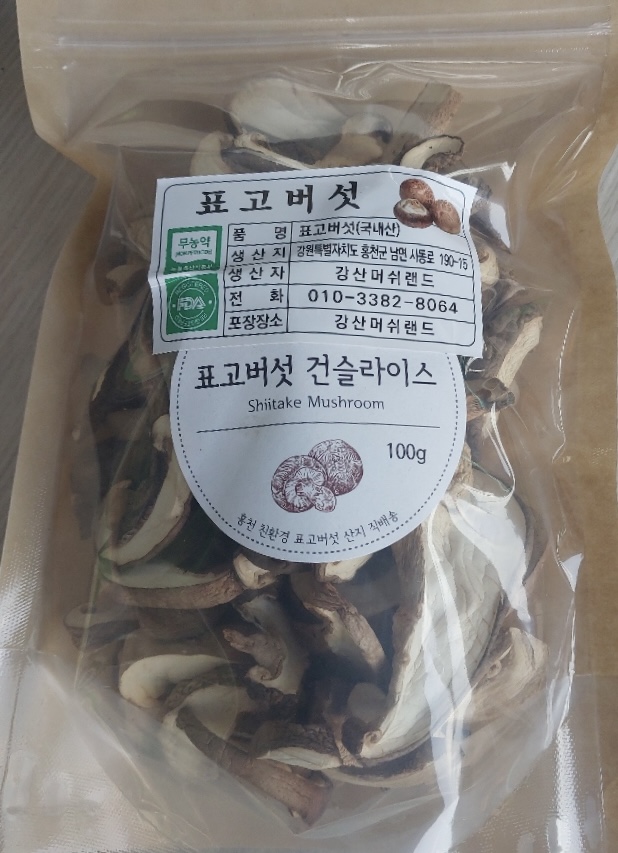 표고버섯
무농약
FDA
품 명 표고버섯(국내산)
생 산 지 강원특별자치도 홍천군 남면 시동로 190-15
생 산 자 강산머쉬랜드
전 화 010-3382-8064
포장장소 강산머쉬랜드
표고버섯 건슬라이스
Shiitake Mushroom
100g
홍천 친환경 표고버섯 산지 직배송